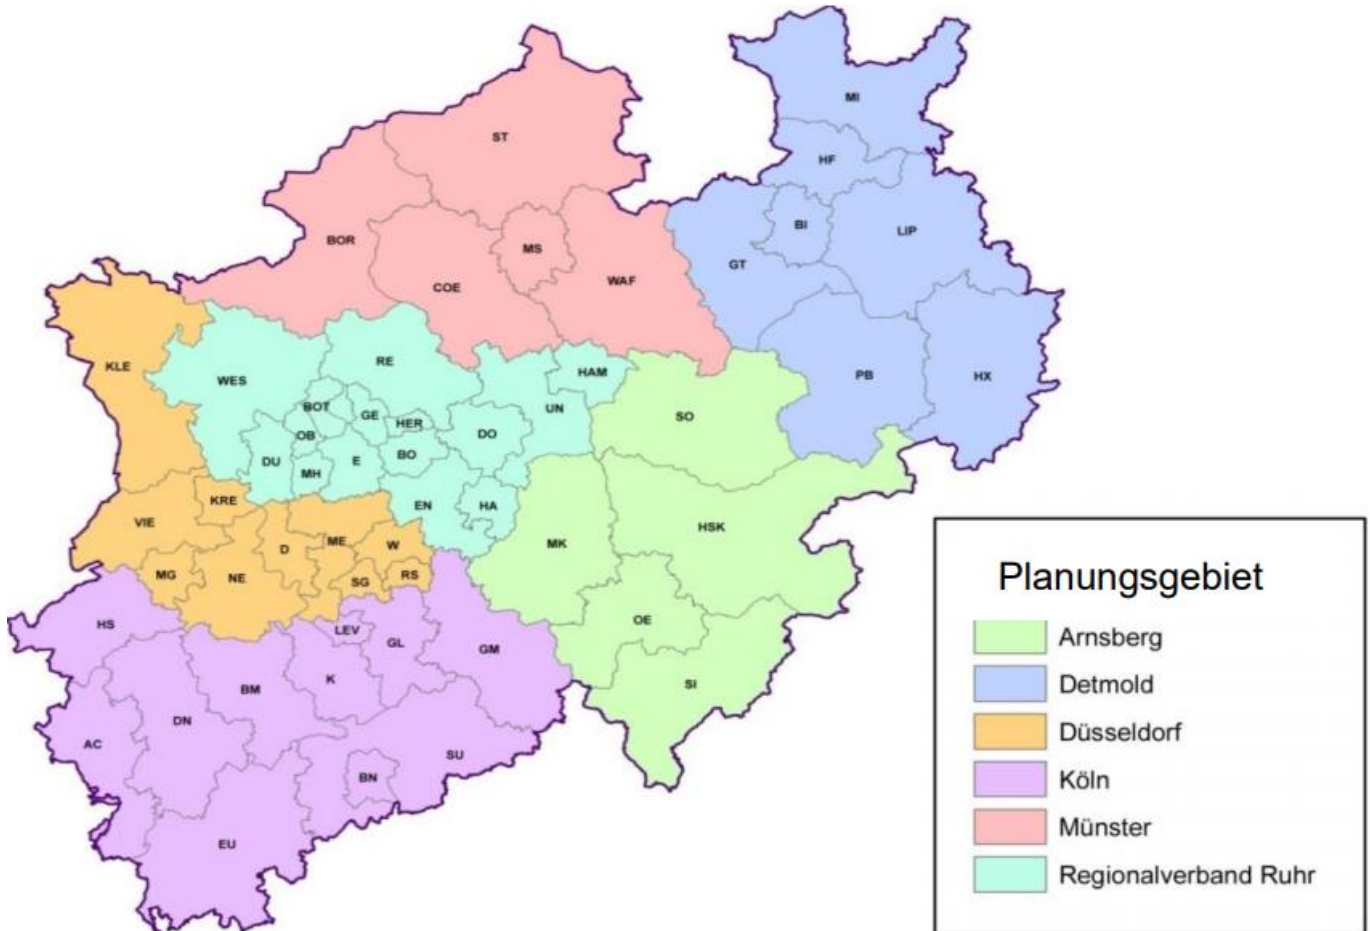 MI
ST
HF
BI
LIP
BOR
MS
GT
WAF
COE
KLE
RE
WES
HAM
PB
HX
BOT
GE
UN
SO
HER
OB
DO
DU
MH
E
BO
KRE
EN
HA
VIE
HSK
D
ME
W
MK
MG
NE
SG
RS
Planungsgebiet
HS
LEV
GL
OE
Arnsberg
GM
K
BM
SI
Detmold
DN
Düsseldorf
AC
SU
BN
Köln
Münster
EU
Regionalverband Ruhr